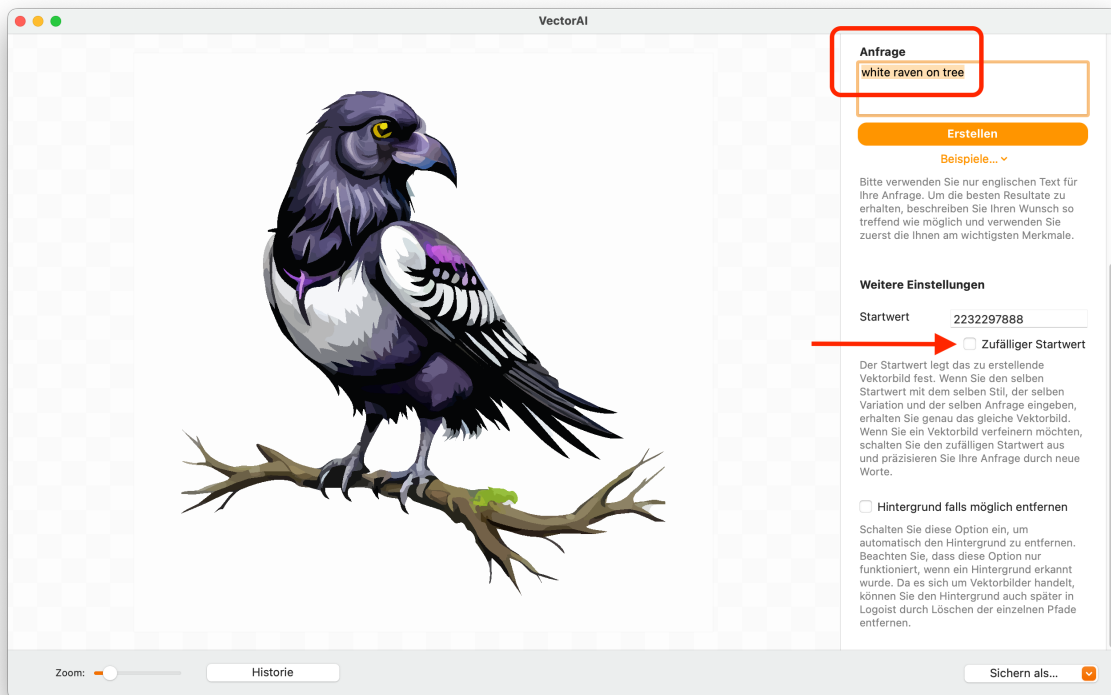 VectorAI
Anfrage
white raven on tree
Erstellen
Beispiele...
Bitte verwenden Sie nur englischen Text für
Ihre Anfrage. Um die besten Resultate zu
erhalten, beschreiben Sie Ihren Wunsch so
treffend wie möglich und verwenden Sie
zuerst die Ihnen am wichtigsten Merkmale.
Weitere Einstellungen
Startwert 2232297888
Zufälliger Startwert
Der Startwert legt das zu erstellende
Vektorbild fest. Wenn Sie den selben
Startwert mit dem selben Stil, der selben
Variation und der selben Anfrage eingeben,
erhalten Sie genau das gleiche Vektorbild.
Wenn Sie ein Vektorbild verfeinern möchten,
schalten Sie den zufälligen Startwert aus
und präzisieren Sie Ihre Anfrage durch neue
Worte.
Hintergrund falls möglich entfernen
Schalten Sie diese Option ein, um
automatisch den Hintergrund zu entfernen.
Beachten Sie, dass diese Option nur
funktioniert, wenn ein Hintergrund erkannt
wurde. Da es sich um Vektorbilder handelt,
können Sie den Hintergrund auch später in
Logoist durch Löschen der einzelnen Pfade
entfernen.
Zoom: Historie Sichern als...